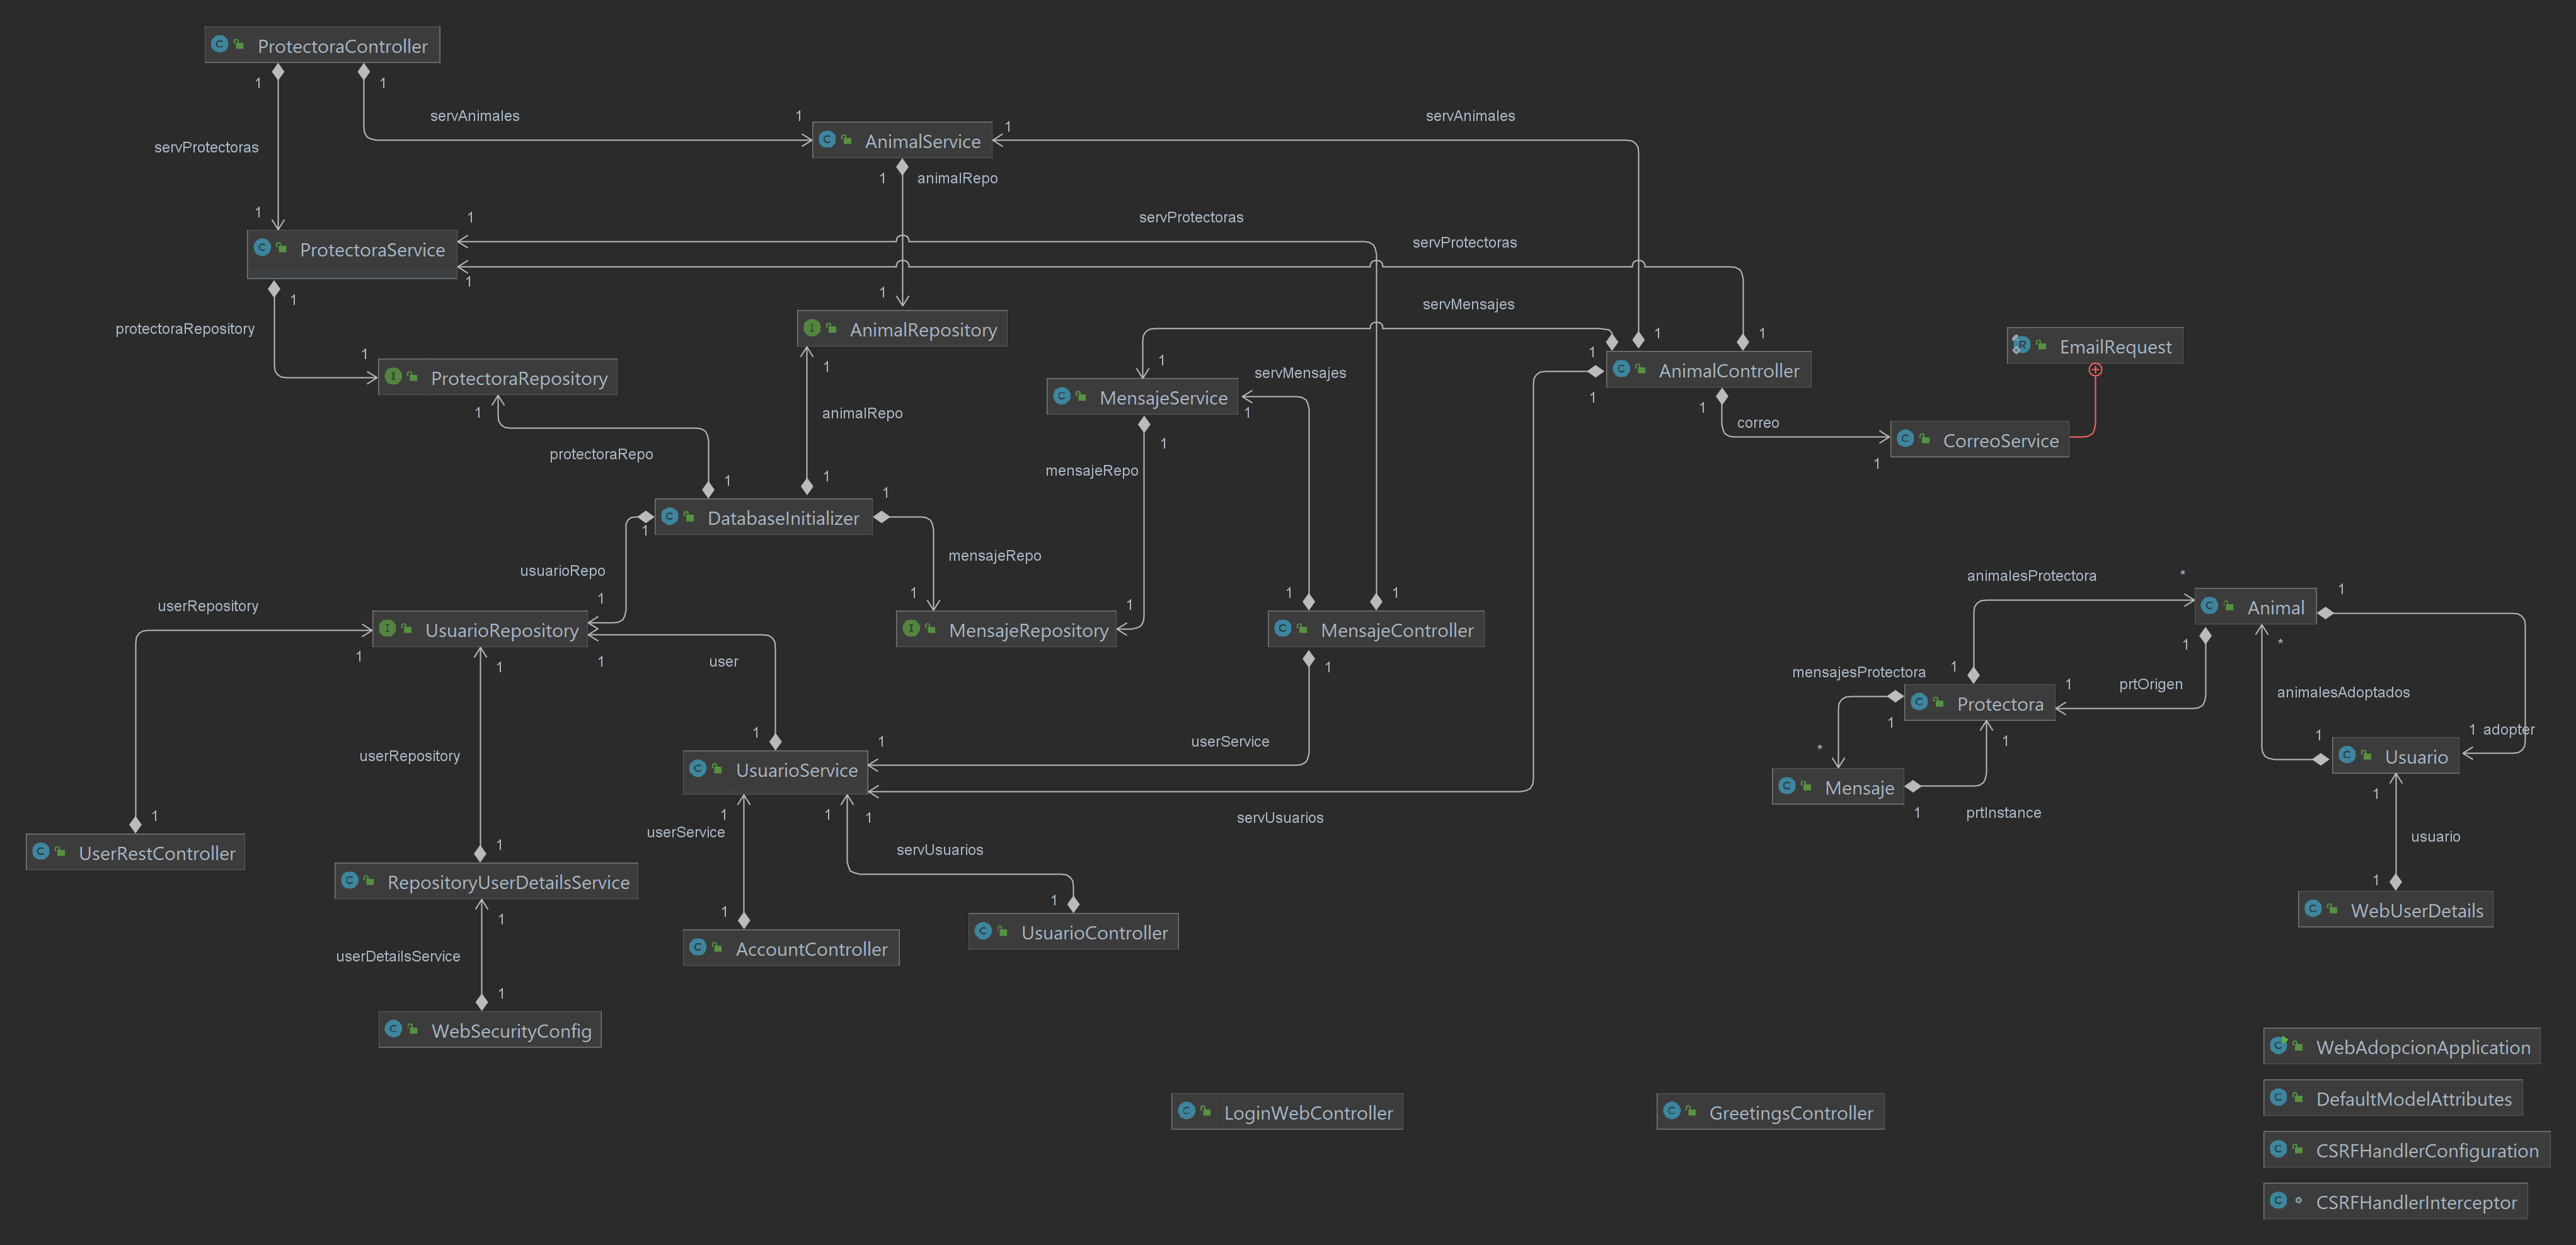 ProtectoraController
1
1
servAnimales
1
servProtectoras
AnimalService
1
servAnimales
1
animalRepo
1
1
servProtectoras
servProtectoras
ProtectoraService
1
1
protectoraRepository
1
AnimalRepository
1
servMensajes
1
1
1
EmailRequest
1
ProtectoraRepository
1
1
animalRepo
MensajeService
1
servMensajes
1
AnimalController
1
1
correo
CorreoService
1
protectoraRepo
1
1
1
mensajeRepo
1
DatabaseInitializer
1
usuarioRepo
1
mensajeRepo
1
1
userRepository
1
UsuarioRepository
1
1
MensajeRepository
1
1
MensajeController
1
user
1
userService
1
animalesProtectora
*
Animal
1
*
1
mensajesProtectora
1
1
prtOrigen
1
Protectora
animalesAdoptados
1
1
adopter
Usuario
*
1
Mensaje
1
prtInstance
1
usuario
1
WebUserDetails
userRepository
UsuarioService
1
1
1
servUsuarios
userService
servUsuarios
1
UserRestController
1
RepositoryUserDetailsService
1
1
AccountController
1
UsuarioController
userDetailsService
1
WebSecurityConfig
LoginWebController
GreetingsController
WebAdopcionApplication
DefaultModelAttributes
CSRFHandlerConfiguration
CSRFHandlerInterceptor